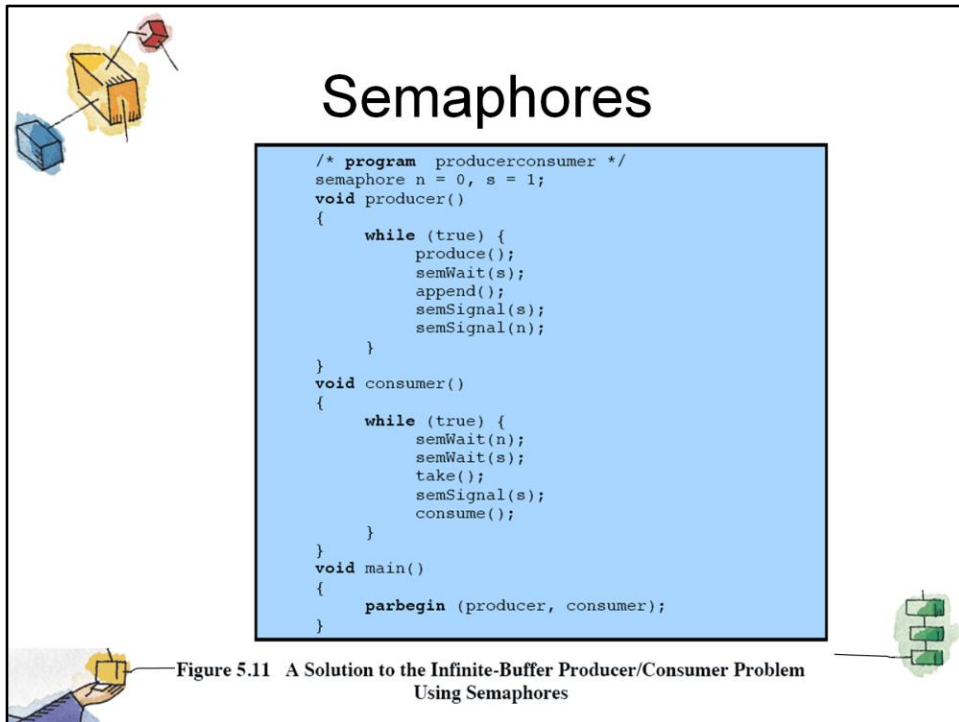 Semaphores
/* program producerconsumer */
semaphore n = 0, s = 1;
void producer()
{
     while (true) {
          produce();
          semWait(s);
          append();
          semSignal(s);
          semSignal(n);
     }
}
void consumer()
{
     while (true) {
          semWait(n);
          semWait(s);
          take();
          semSignal(s);
          consume();
     }
}
void main()
{
     parbegin (producer, consumer);
}
Figure 5.11 A Solution to the Infinite-Buffer Producer/Consumer Problem
Using Semaphores